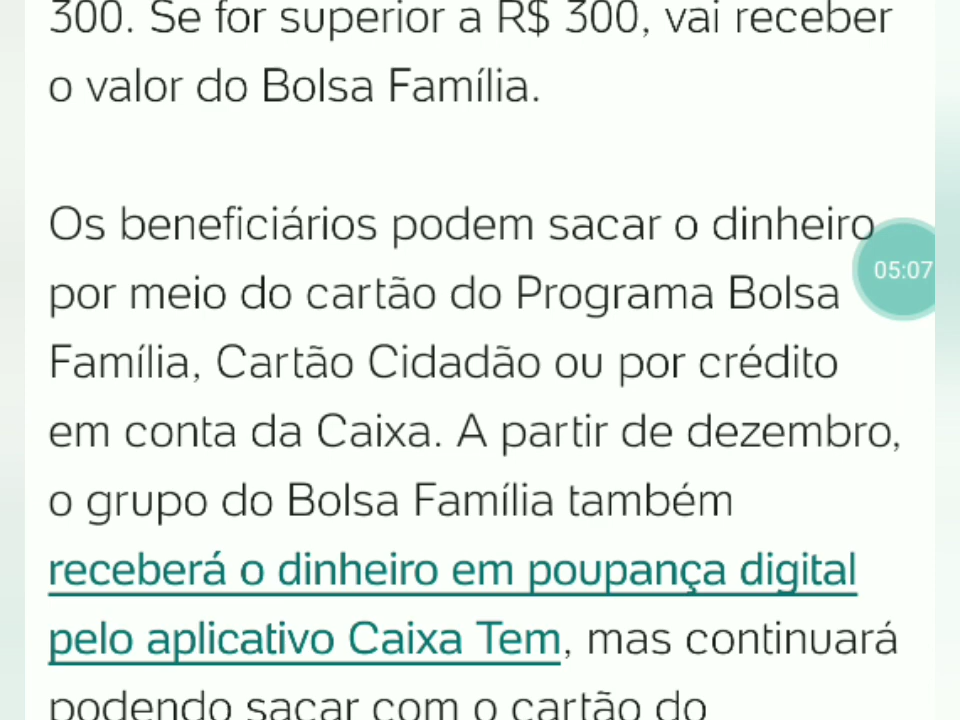 300. Se for superior a R$ 300, vai receber
o valor do Bolsa Família.
Os beneficiários podem sacar o dinheiro
por meio do cartão do Programa Bolsa
Família, Cartão Cidadão ou por crédito
em conta da Caixa. A partir de dezembro,
o grupo do Bolsa Família também
receberá o dinheiro em poupança digital
pelo aplicativo Caixa Tem, mas continuará
podendo sacar com o cartão do
05:07